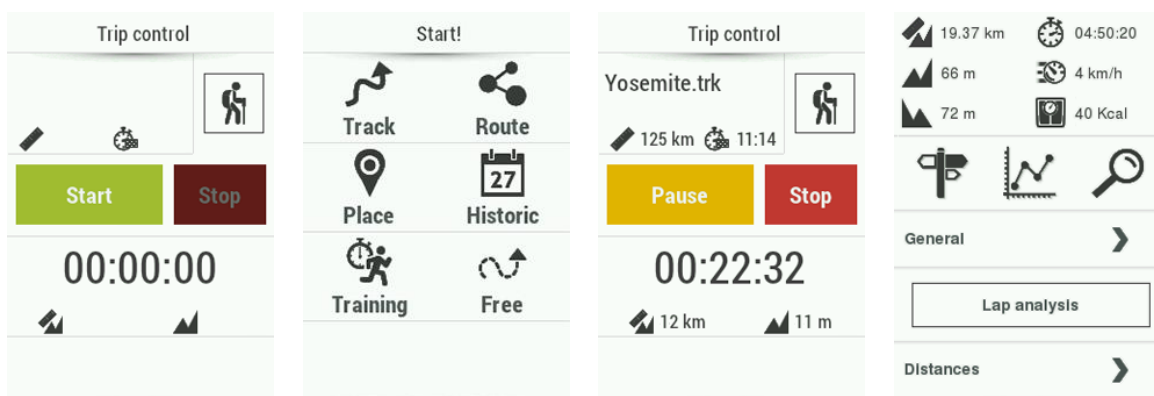 Trip control
Start
Stop
00:00:00
Start!
Track
Route
Place
27
Historic
Training
Free
Trip control
Yosemite.trk
125 km 11:14
Pause
Stop
00:22:32
12 km 11 m
19.37 km 04:50:20
66 m 4 km/h
72 m 40 Kcal
General
Lap analysis
Distances